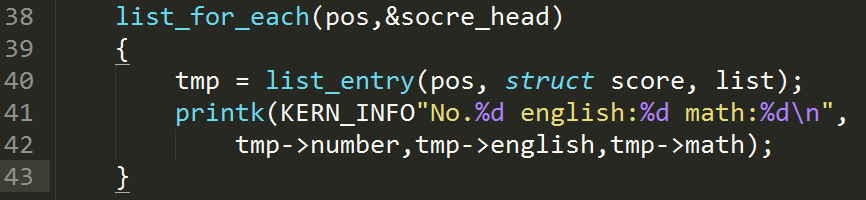 38 list_for_each(pos,&socre_head)
39 {
40 tmp = list_entry(pos, struct score, list);
41 printk(KERN_INFO"No.%d english:%d math:%d\n",
42 tmp->number,tmp->english,tmp->math);
43 }